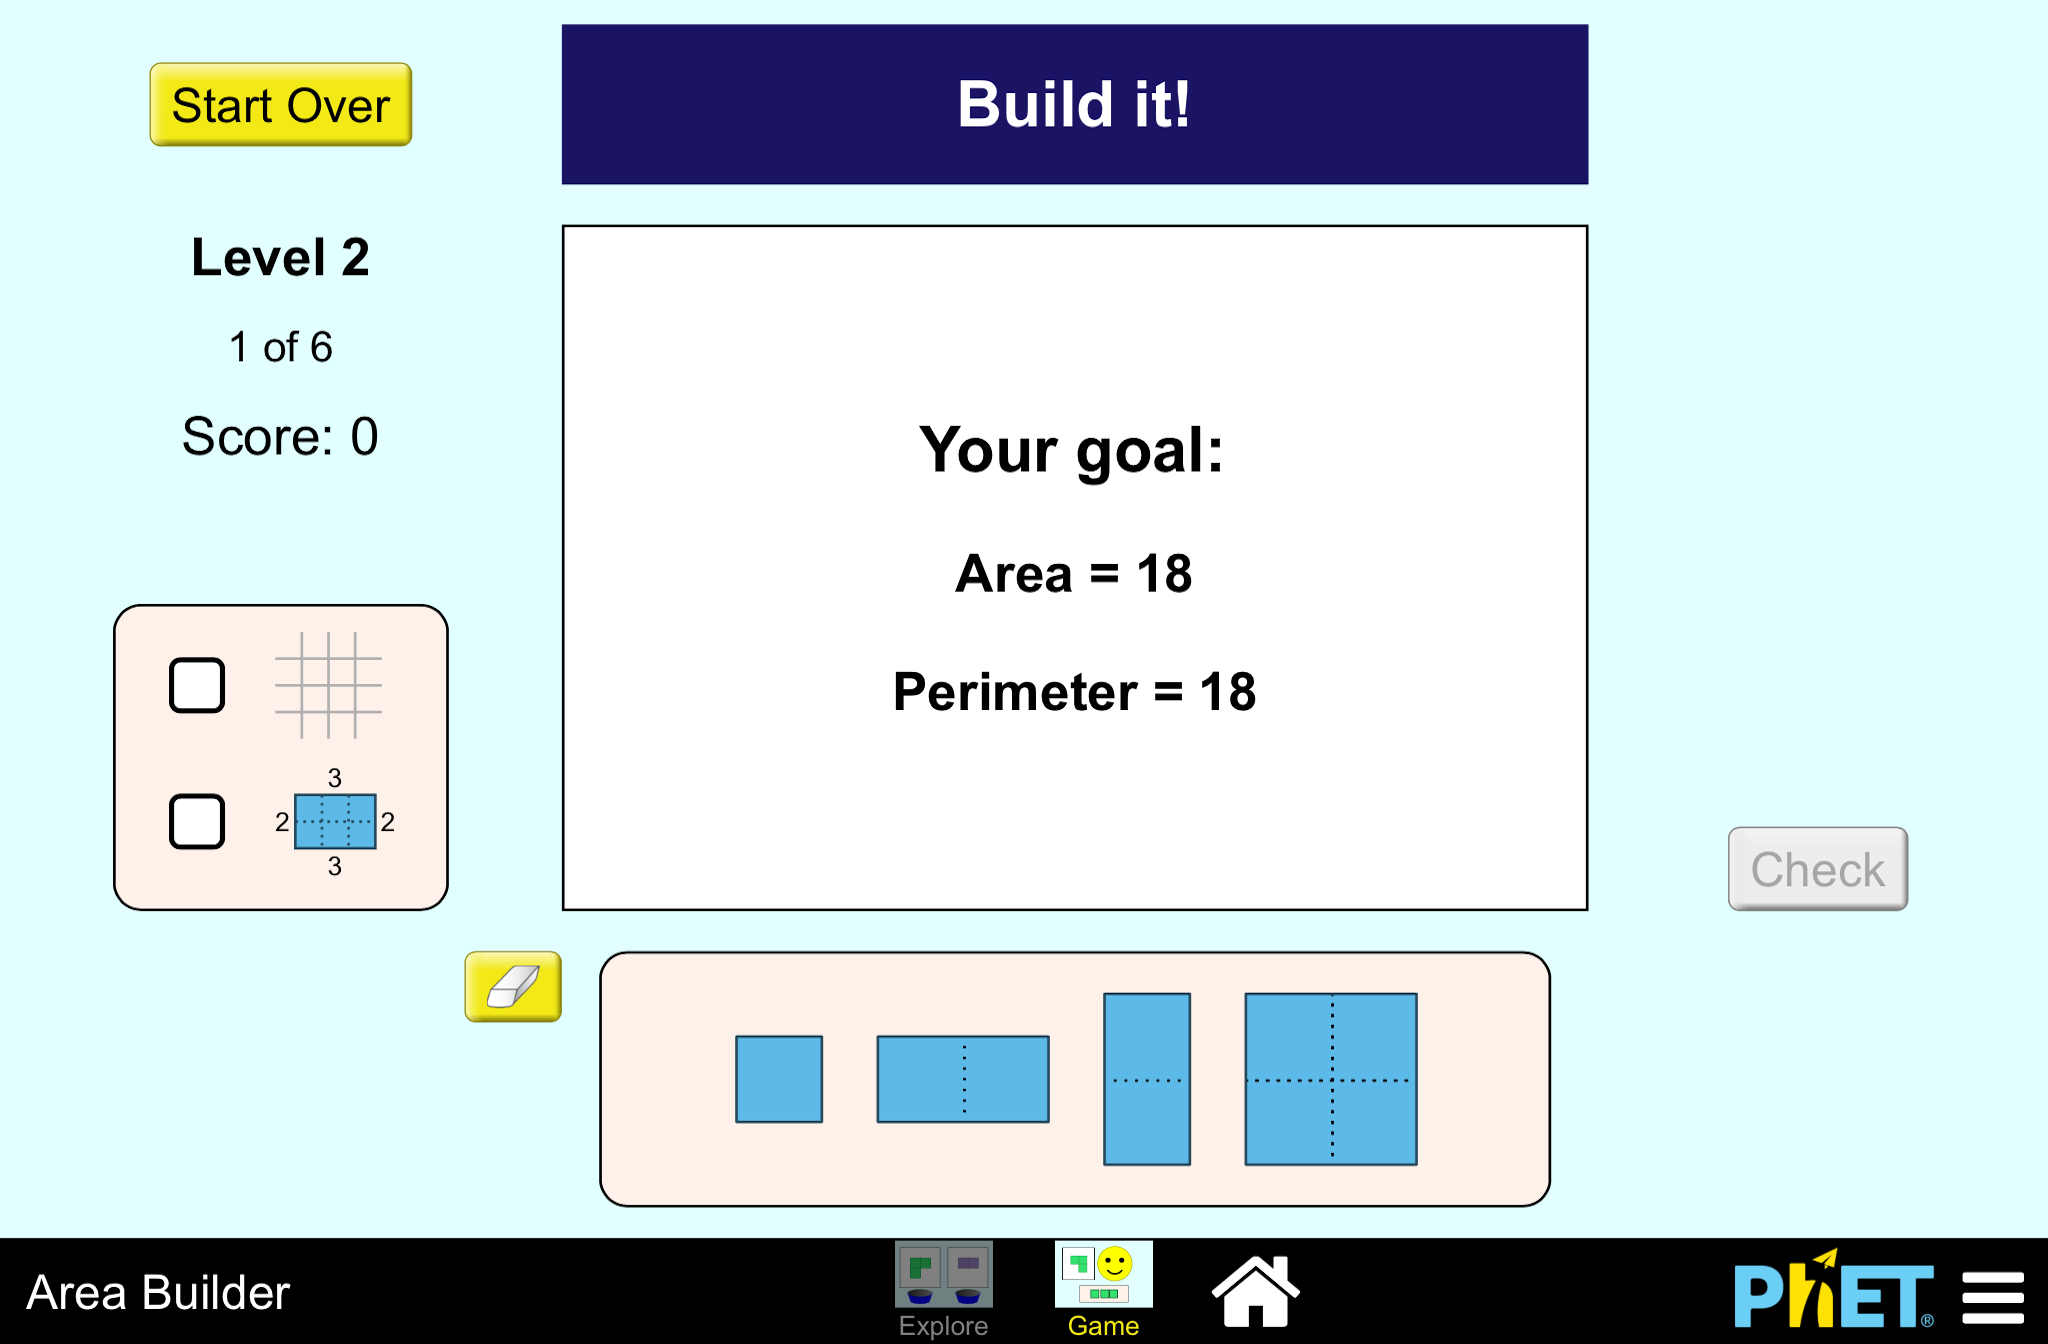 Start Over
Build it!
Level 2
1 of 6
Score: 0
Your goal:
Area = 18
Perimeter = 18
3
2 2
3
Check
Area Builder
Explore
Game
PhET®